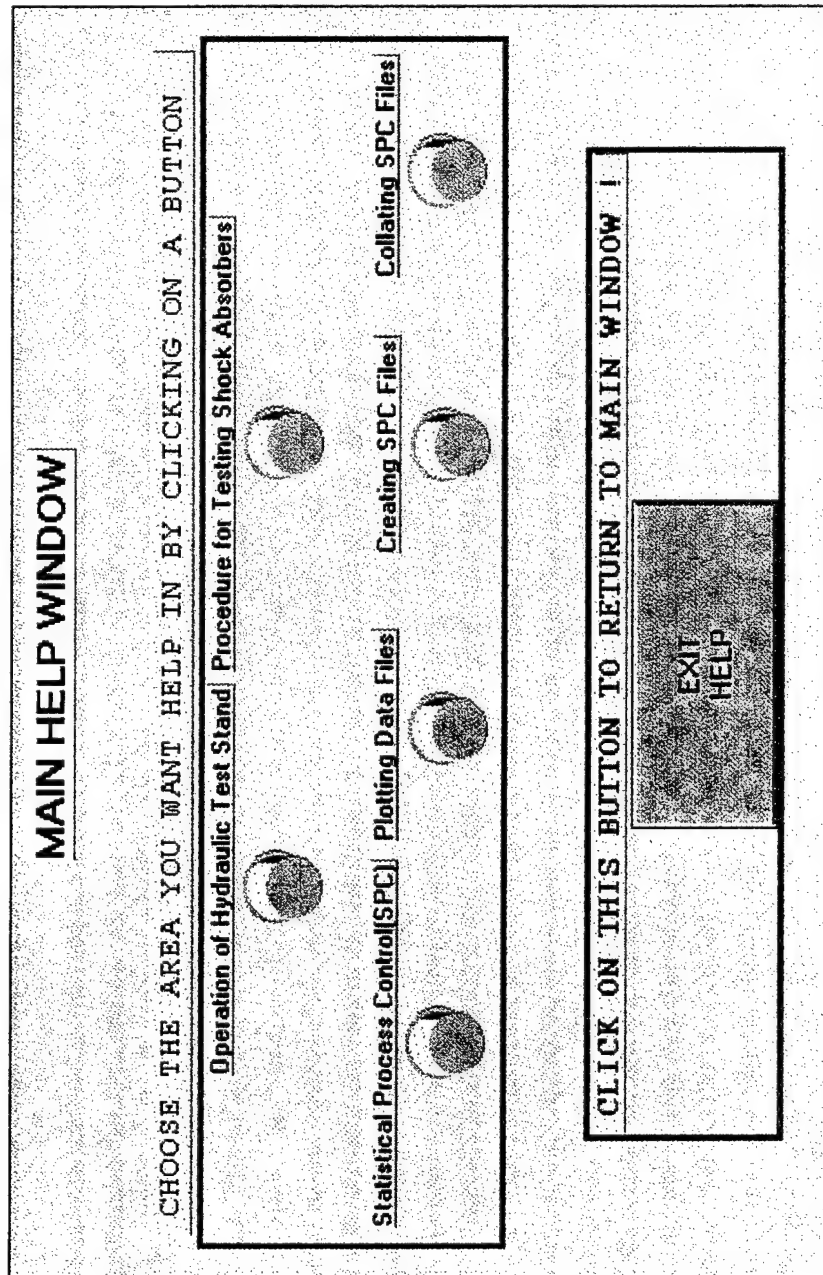 MAIN HELP WINDOW
CHOOSE THE AREA YOU WANT HELP IN BY CLICKING ON A BUTTON
Operation of Hydraulic Test Stand Procedure for Testing Shock Absorbers
Statistical Process Control(SPC) Plotting Data Files Creating SPC Files Collating SPC Files
CLICK ON THIS BUTTON TO RETURN TO MAIN WINDOW !
EXIT
HELP